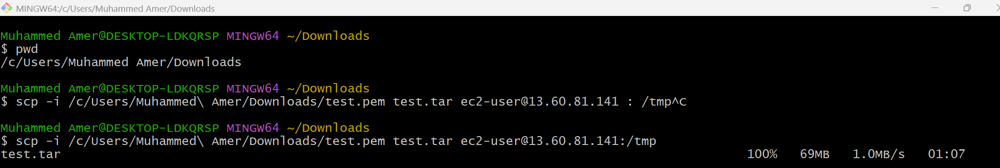 MINGW64:/c/Users/Muhammed Amer/Downloads
Muhammed Amer@DESKTOP-LDKQRSP MINGW64 ~/Downloads
$ pwd
/c/Users/Muhammed Amer/Downloads
Muhammed Amer@DESKTOP-LDKQRSP MINGW64 ~/Downloads
$ scp -i /c/Users/Muhammed\ Amer/Downloads/test.pem test.tar ec2-user@13.60.81.141 : /tmp^C
Muhammed Amer@DESKTOP-LDKQRSP MINGW64 ~/Downloads
$ scp -i /c/Users/Muhammed\ Amer/Downloads/test.pem test.tar ec2-user@13.60.81.141:/tmp
test.tar 100% 69MB 1.0MB/s 01:07